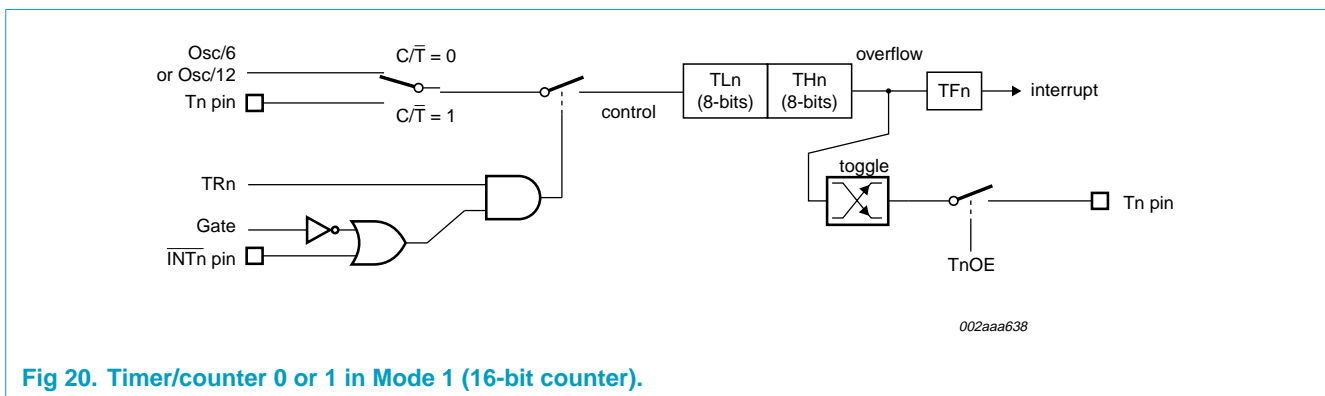 Osc/6
or Osc/12
C/T̅ = 0
Tn pin
C/T̅ = 1
control
TLn
(8-bits)
THn
(8-bits)
overflow
TFn
interrupt
toggle
Tn pin
TnOE
TRn
Gate
I̅N̅T̅n̅ pin
002aaa638
Fig 20. Timer/counter 0 or 1 in Mode 1 (16-bit counter).